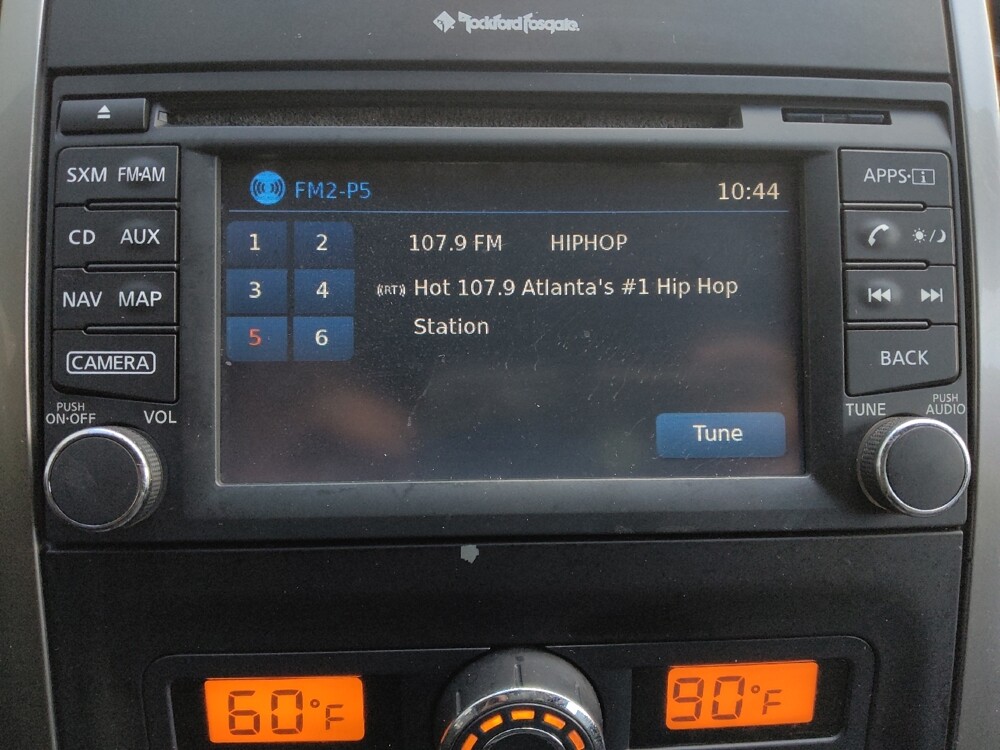 Rockford Fosgate
SXM FM·AM
CD AUX
NAV MAP
CAMERA
PUSH
ON·OFF VOL
FM2-P5 10:44
1 2
3 4
5 6
107.9 FM HIPHOP
((RT)) Hot 107.9 Atlanta's #1 Hip Hop
Station
Tune
APPS·i
BACK
TUNE PUSH
AUDIO
60°F 90°F